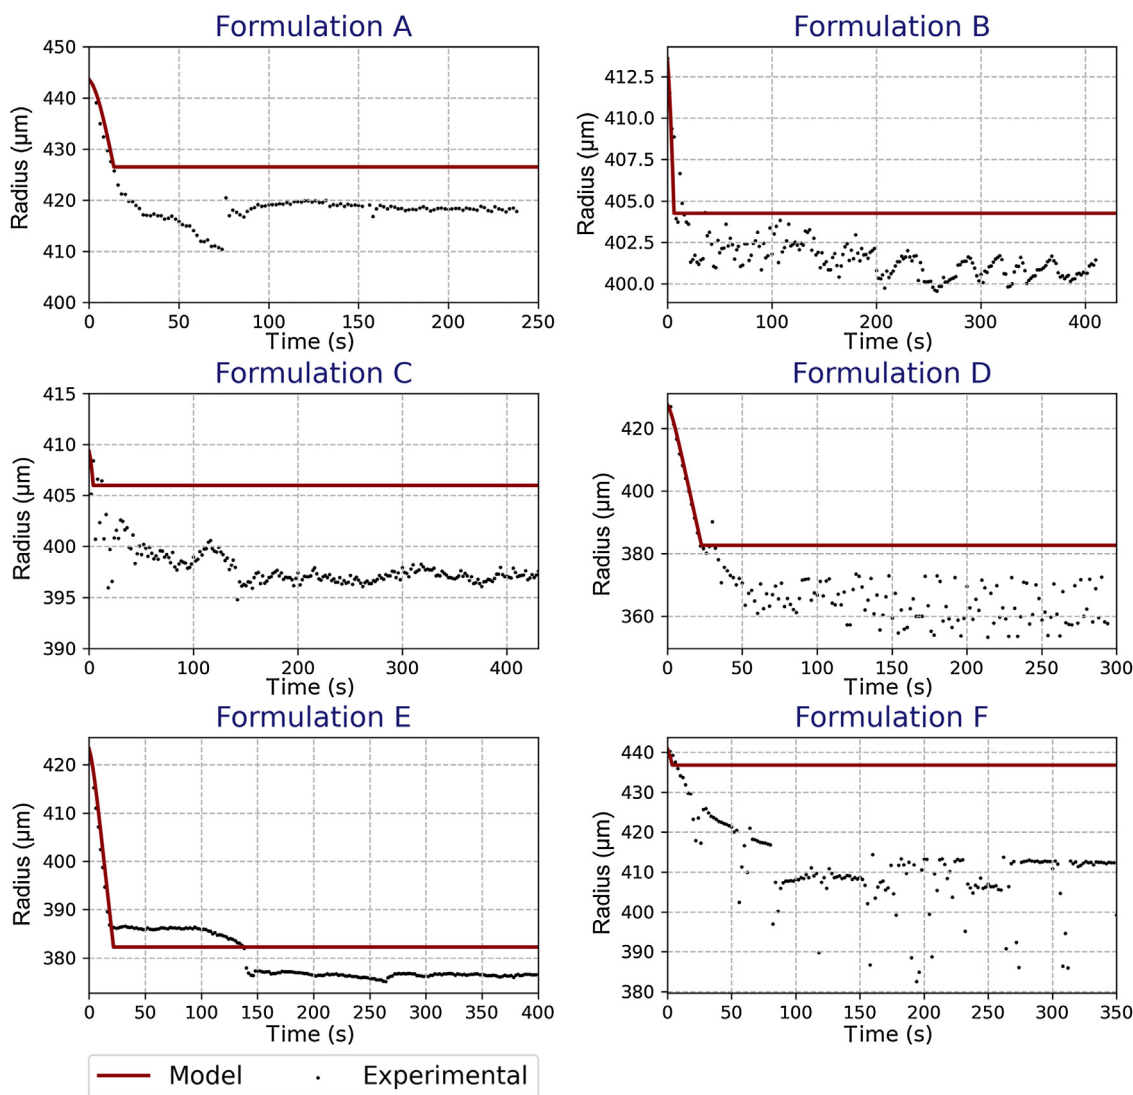 Formulation A
Radius (µm)
450
440
430
420
410
400
0 50 100 150 200 250
Time (s)
Formulation B
Radius (µm)
412.5
410.0
407.5
405.0
402.5
400.0
0 100 200 300 400
Time (s)
Formulation C
Radius (µm)
415
410
405
400
395
390
0 100 200 300 400
Time (s)
Formulation D
Radius (µm)
420
400
380
360
0 50 100 150 200 250 300
Time (s)
Formulation E
Radius (µm)
420
410
400
390
380
0 50 100 150 200 250 300 350 400
Time (s)
Formulation F
Radius (µm)
440
430
420
410
400
390
380
0 50 100 150 200 250 300 350
Time (s)
Model Experimental